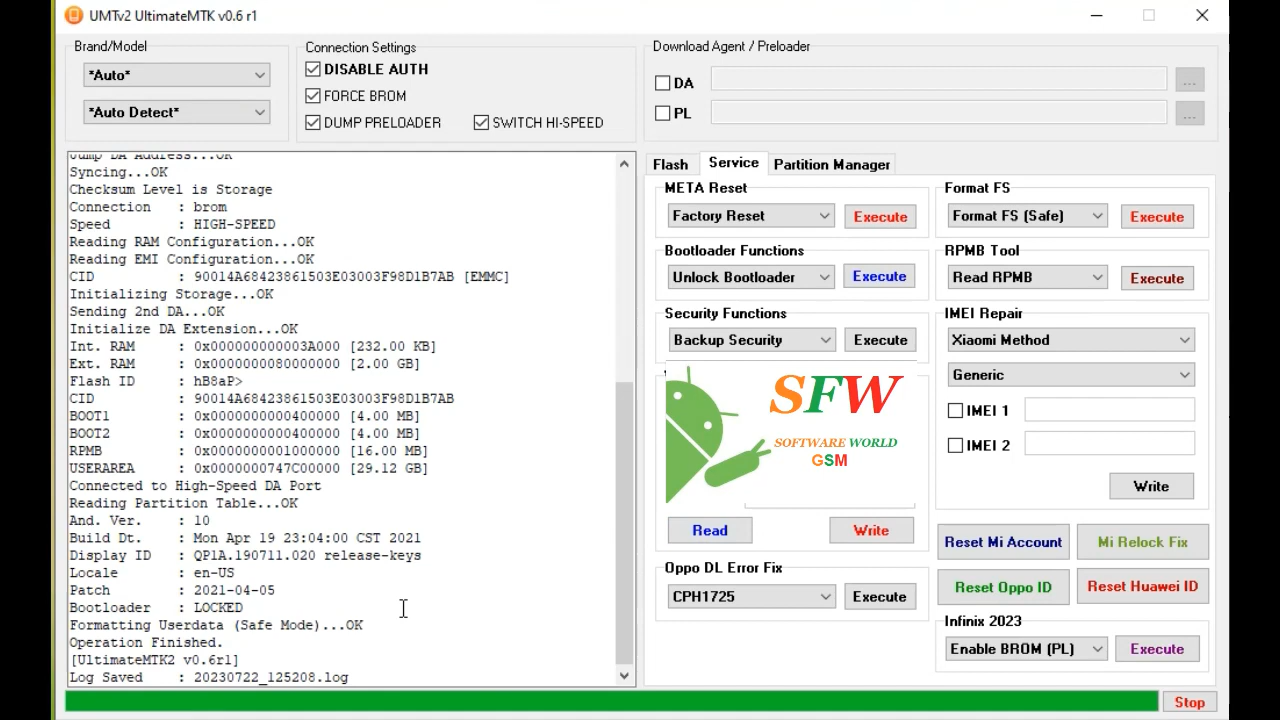 UMTv2 UltimateMTK v0.6 r1
Brand/Model
*Auto*
*Auto Detect*
Connection Settings
DISABLE AUTH
FORCE BROM
DUMP PRELOADER
SWITCH HI-SPEED
Download Agent / Preloader
DA
...
PL
...
Jump DA Address...OK
Syncing...OK
Checksum Level is Storage
Connection : brom
Speed : HIGH-SPEED
Reading RAM Configuration...OK
Reading EMI Configuration...OK
CID : 90014A68423861503E03003F98D1B7AB [EMMC]
Initializing Storage...OK
Sending 2nd DA...OK
Initialize DA Extension...OK
Int. RAM : 0x000000000003A000 [232.00 KB]
Ext. RAM : 0x0000000080000000 [2.00 GB]
Flash ID : hB8aP>
CID : 90014A68423861503E03003F98D1B7AB
BOOT1 : 0x0000000000400000 [4.00 MB]
BOOT2 : 0x0000000000400000 [4.00 MB]
RPMB : 0x0000000001000000 [16.00 MB]
USERAREA : 0x0000000747C00000 [29.12 GB]
Connected to High-Speed DA Port
Reading Partition Table...OK
And. Ver. : 10
Build Dt. : Mon Apr 19 23:04:00 CST 2021
Display ID : QP1A.190711.020 release-keys
Locale : en-US
Patch : 2021-04-05
Bootloader : LOCKED
Formatting Userdata (Safe Mode)...OK
Operation Finished.
[UltimateMTK2 v0.6r1]
Log Saved : 20230722_125208.log
Flash
Service
Partition Manager
META Reset
Factory Reset
Execute
Bootloader Functions
Unlock Bootloader
Execute
Security Functions
Backup Security
Execute
SFW
SOFTWARE WORLD
GSM
Read
Write
Oppo DL Error Fix
CPH1725
Execute
Format FS
Format FS (Safe)
Execute
RPMB Tool
Read RPMB
Execute
IMEI Repair
Xiaomi Method
Generic
IMEI 1
IMEI 2
Write
Reset Mi Account
Mi Relock Fix
Reset Oppo ID
Reset Huawei ID
Infinix 2023
Enable BROM (PL)
Execute
Stop